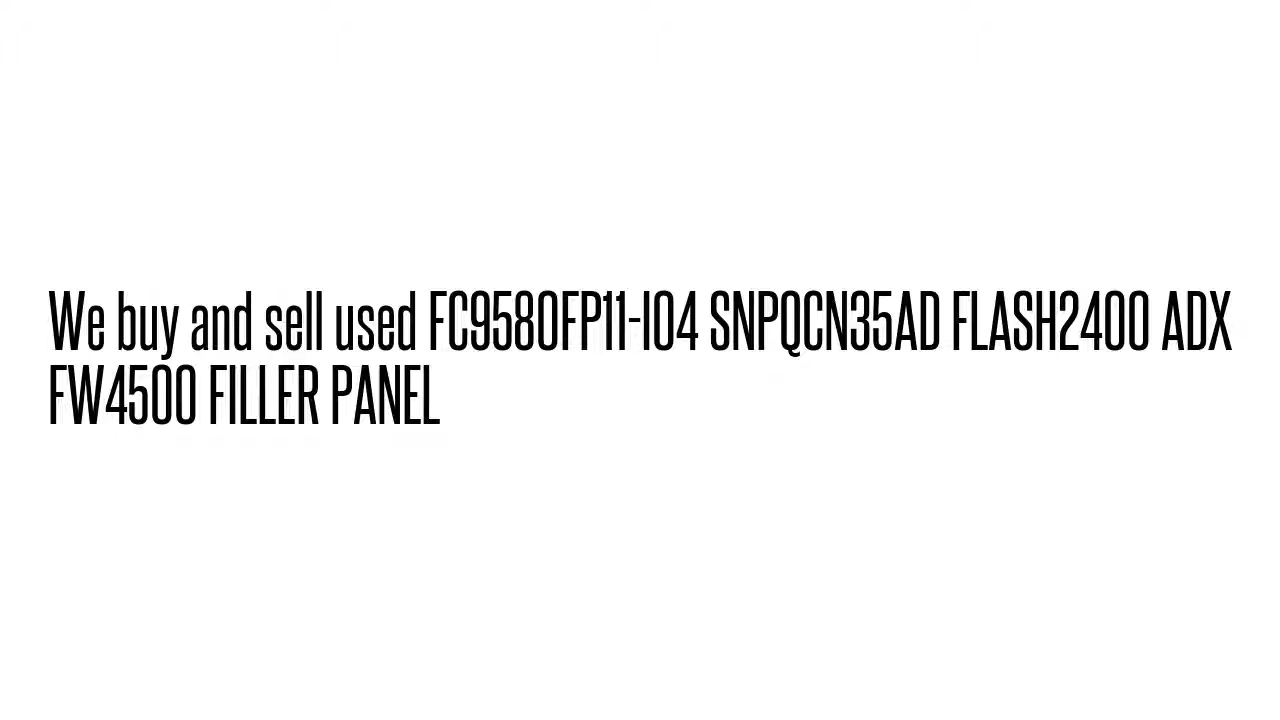 We buy and sell used FC9580FP11-I04 SNPQCN35AD FLASH2400 ADX
FW4500 FILLER PANEL